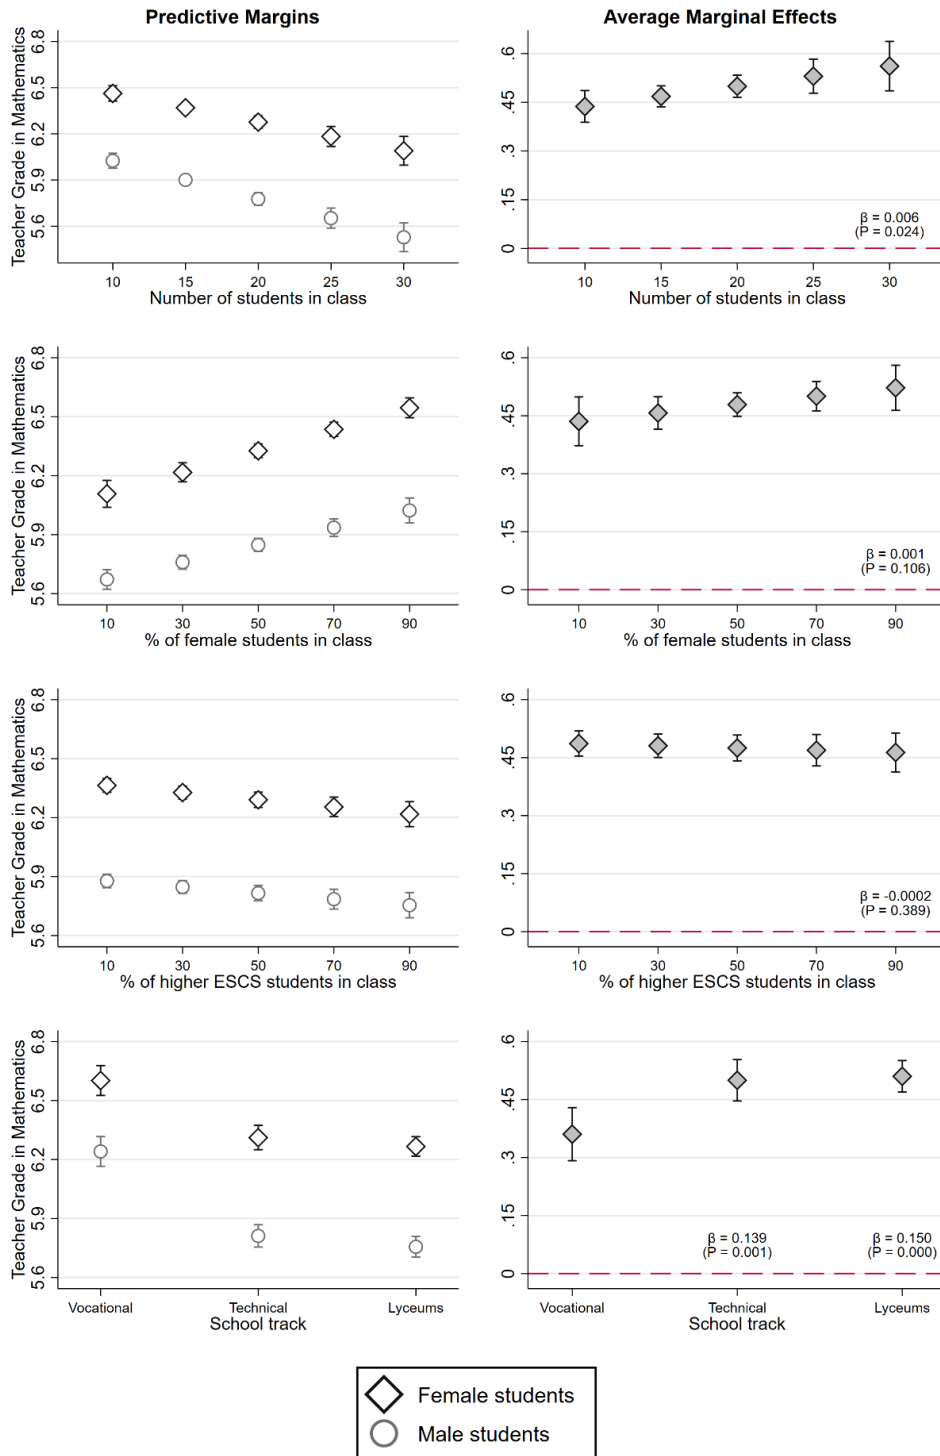 Predictive Margins
Average Marginal Effects
Teacher Grade in Mathematics
6.8
6.5
6.2
5.9
5.6
10 15 20 25 30
Number of students in class
.6
.45
.3
.15
0
β = 0.006
(P = 0.024)
10 15 20 25 30
Number of students in class
Teacher Grade in Mathematics
6.8
6.5
6.2
5.9
5.6
10 30 50 70 90
% of female students in class
.6
.45
.3
.15
0
β = 0.001
(P = 0.106)
10 30 50 70 90
% of female students in class
Teacher Grade in Mathematics
6.8
6.5
6.2
5.9
5.6
10 30 50 70 90
% of higher ESCS students in class
.6
.45
.3
.15
0
β = -0.0002
(P = 0.389)
10 30 50 70 90
% of higher ESCS students in class
Teacher Grade in Mathematics
6.8
6.5
6.2
5.9
5.6
Vocational Technical Lyceums
School track
.6
.45
.3
.15
0
β = 0.139
(P = 0.001)
β = 0.150
(P = 0.000)
Vocational Technical Lyceums
School track
Female students
Male students